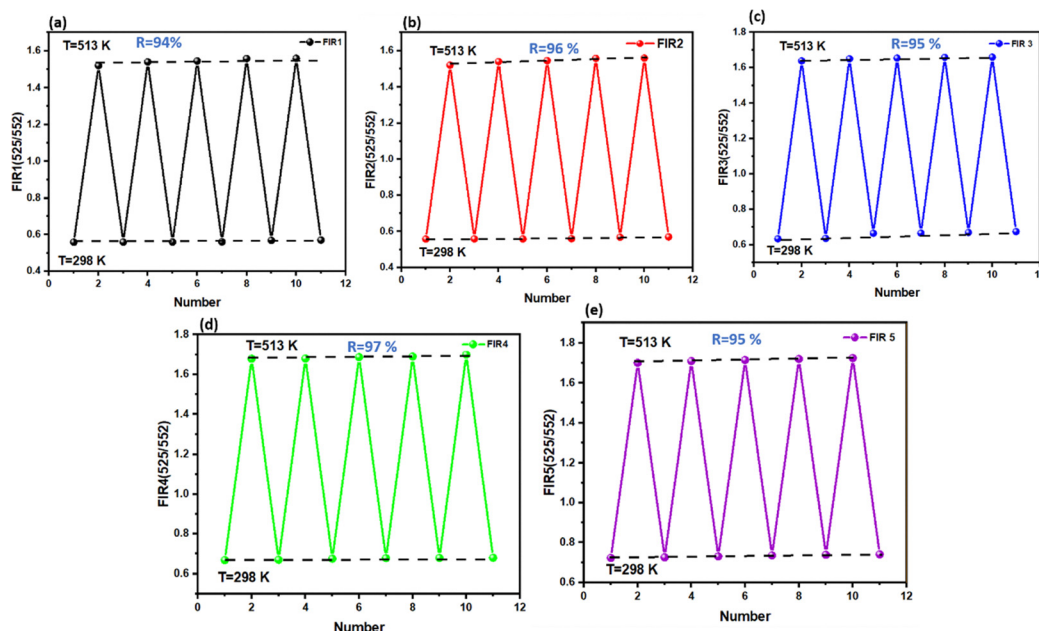 (a)
T=513 K
R=94%
FIR1
FIR1(525/552)
1.6
1.4
1.2
1.0
0.8
0.6
0.4
T=298 K
0 2 4 6 8 10 12
Number
(b)
T=513 K
R=96 %
FIR2
FIR2(525/552)
1.6
1.4
1.2
1.0
0.8
0.6
0.4
T=298 K
0 2 4 6 8 10 12
Number
(c)
T=513 K
R=95 %
FIR 3
FIR3(525/552)
1.8
1.6
1.4
1.2
1.0
0.8
0.6
T=298 K
0 2 4 6 8 10 12
Number
(d)
T=513 K
R=97 %
FIR4
FIR4(525/552)
1.8
1.6
1.4
1.2
1.0
0.8
0.6
T=298 K
0 2 4 6 8 10 12
Number
(e)
T=513 K
R=95 %
FIR 5
FIR5(525/552)
1.8
1.6
1.4
1.2
1.0
0.8
0.6
T=298 K
0 2 4 6 8 10 12
Number